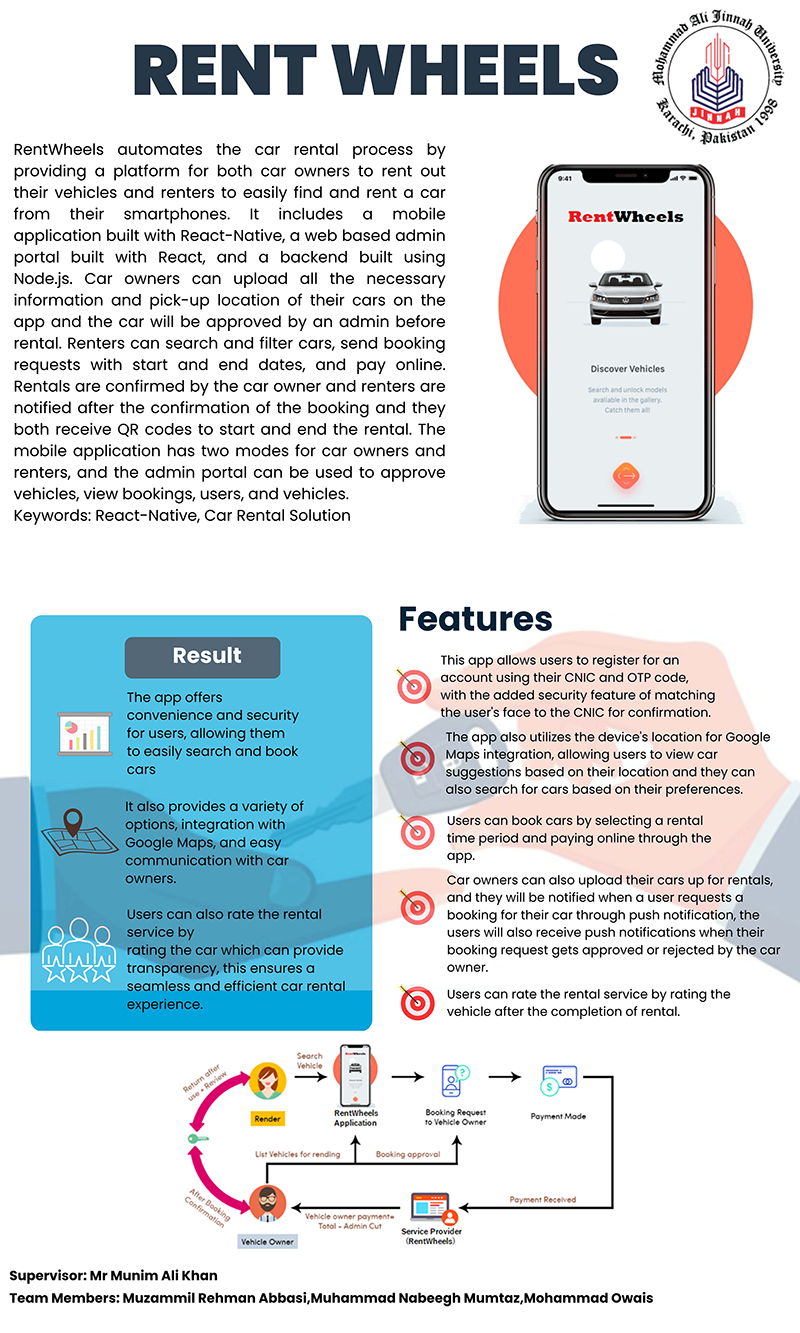 RENT WHEELS
Mohammad Ali Jinnah University
JINNAH
Karachi, Pakistan 1998
RentWheels automates the car rental process by
providing a platform for both car owners to rent out
their vehicles and renters to easily find and rent a car
from their smartphones. It includes a mobile
application built with React-Native, a web based admin
portal built with React, and a backend built using
Node.js. Car owners can upload all the necessary
information and pick-up location of their cars on the
app and the car will be approved by an admin before
rental. Renters can search and filter cars, send booking
requests with start and end dates, and pay online.
Rentals are confirmed by the car owner and renters are
notified after the confirmation of the booking and they
both receive QR codes to start and end the rental. The
mobile application has two modes for car owners and
renters, and the admin portal can be used to approve
vehicles, view bookings, users, and vehicles.
Keywords: React-Native, Car Rental Solution
9:41
RentWheels
Discover Vehicles
Search and unlock models
available in the gallery.
Catch them all!
Result
The app offers
convenience and security
for users, allowing them
to easily search and book
cars
It also provides a variety of
options, integration with
Google Maps, and easy
communication with car
owners.
Users can also rate the rental
service by
rating the car which can provide
transparency, this ensures a
seamless and efficient car rental
experience.
Features
This app allows users to register for an
account using their CNIC and OTP code,
with the added security feature of matching
the user's face to the CNIC for confirmation.
The app also utilizes the device's location for Google
Maps integration, allowing users to view car
suggestions based on their location and they can
also search for cars based on their preferences.
Users can book cars by selecting a rental
time period and paying online through the
app.
Car owners can also upload their cars up for rentals,
and they will be notified when a user requests a
booking for their car through push notification, the
users will also receive push notifications when their
booking request gets approved or rejected by the car
owner.
Users can rate the rental service by rating the
vehicle after the completion of rental.
Return after
use + Review
Render
Search
Vehicle
RentWheels
RentWheels
Application
Booking Request
to Vehicle Owner
Payment Made
List Vehicles for rending
Booking approval
After Booking
Confirmation
Vehicle Owner
Vehicle owner payment=
Total - Admin Cut
Service Provider
(RentWheels)
Payment Received
Supervisor: Mr Munim Ali Khan
Team Members: Muzammil Rehman Abbasi,Muhammad Nabeegh Mumtaz,Mohammad Owais